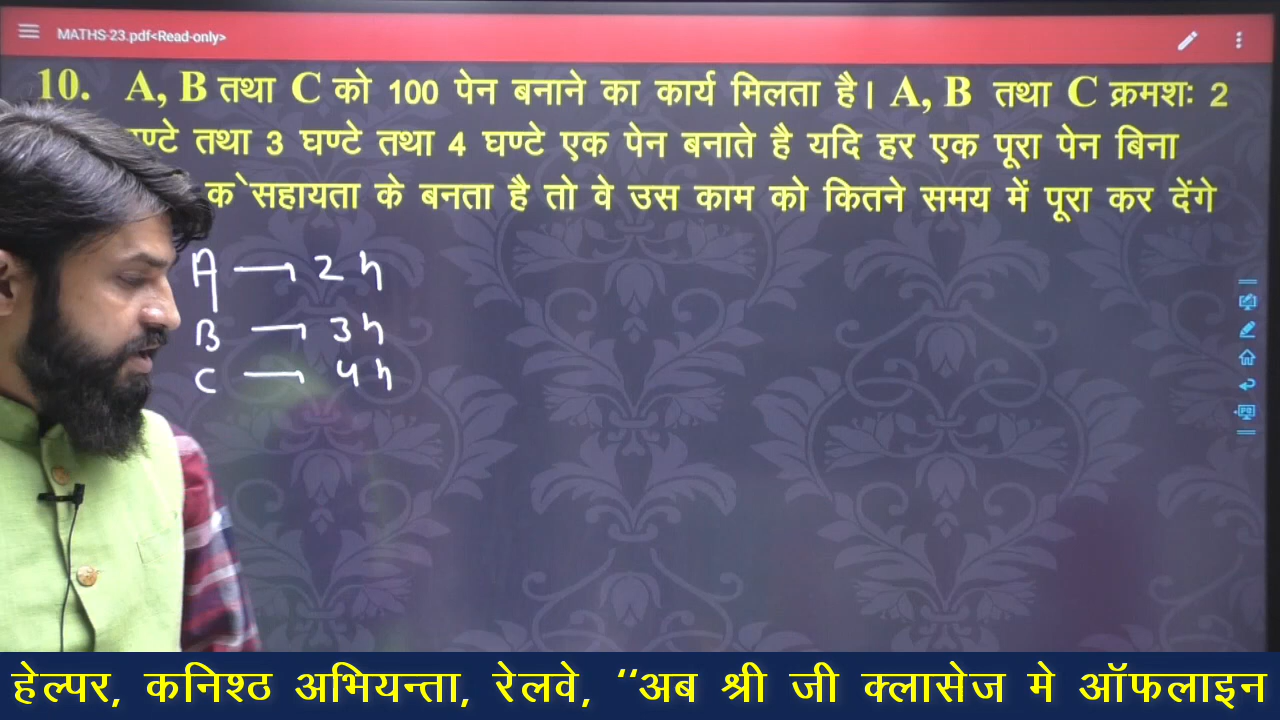 MATHS-23.pdf<Read-only>
10. A, B तथा C को 100 पेन बनाने का कार्य मिलता है। A, B तथा C क्रमशः 2
तथा 3 घण्टे तथा 4 घण्टे एक पेन बनाते है यदि हर एक पूरा पेन बिना
सहायता के बनता है तो वे उस काम को कितने समय में पूरा कर देंगे
A → 2 h
B → 3 h
C → 4 h
हेल्पर, कनिश्ठ अभियन्ता, रेलवे, ‘‘अब श्री जी क्लासेज मे ऑफलाइन